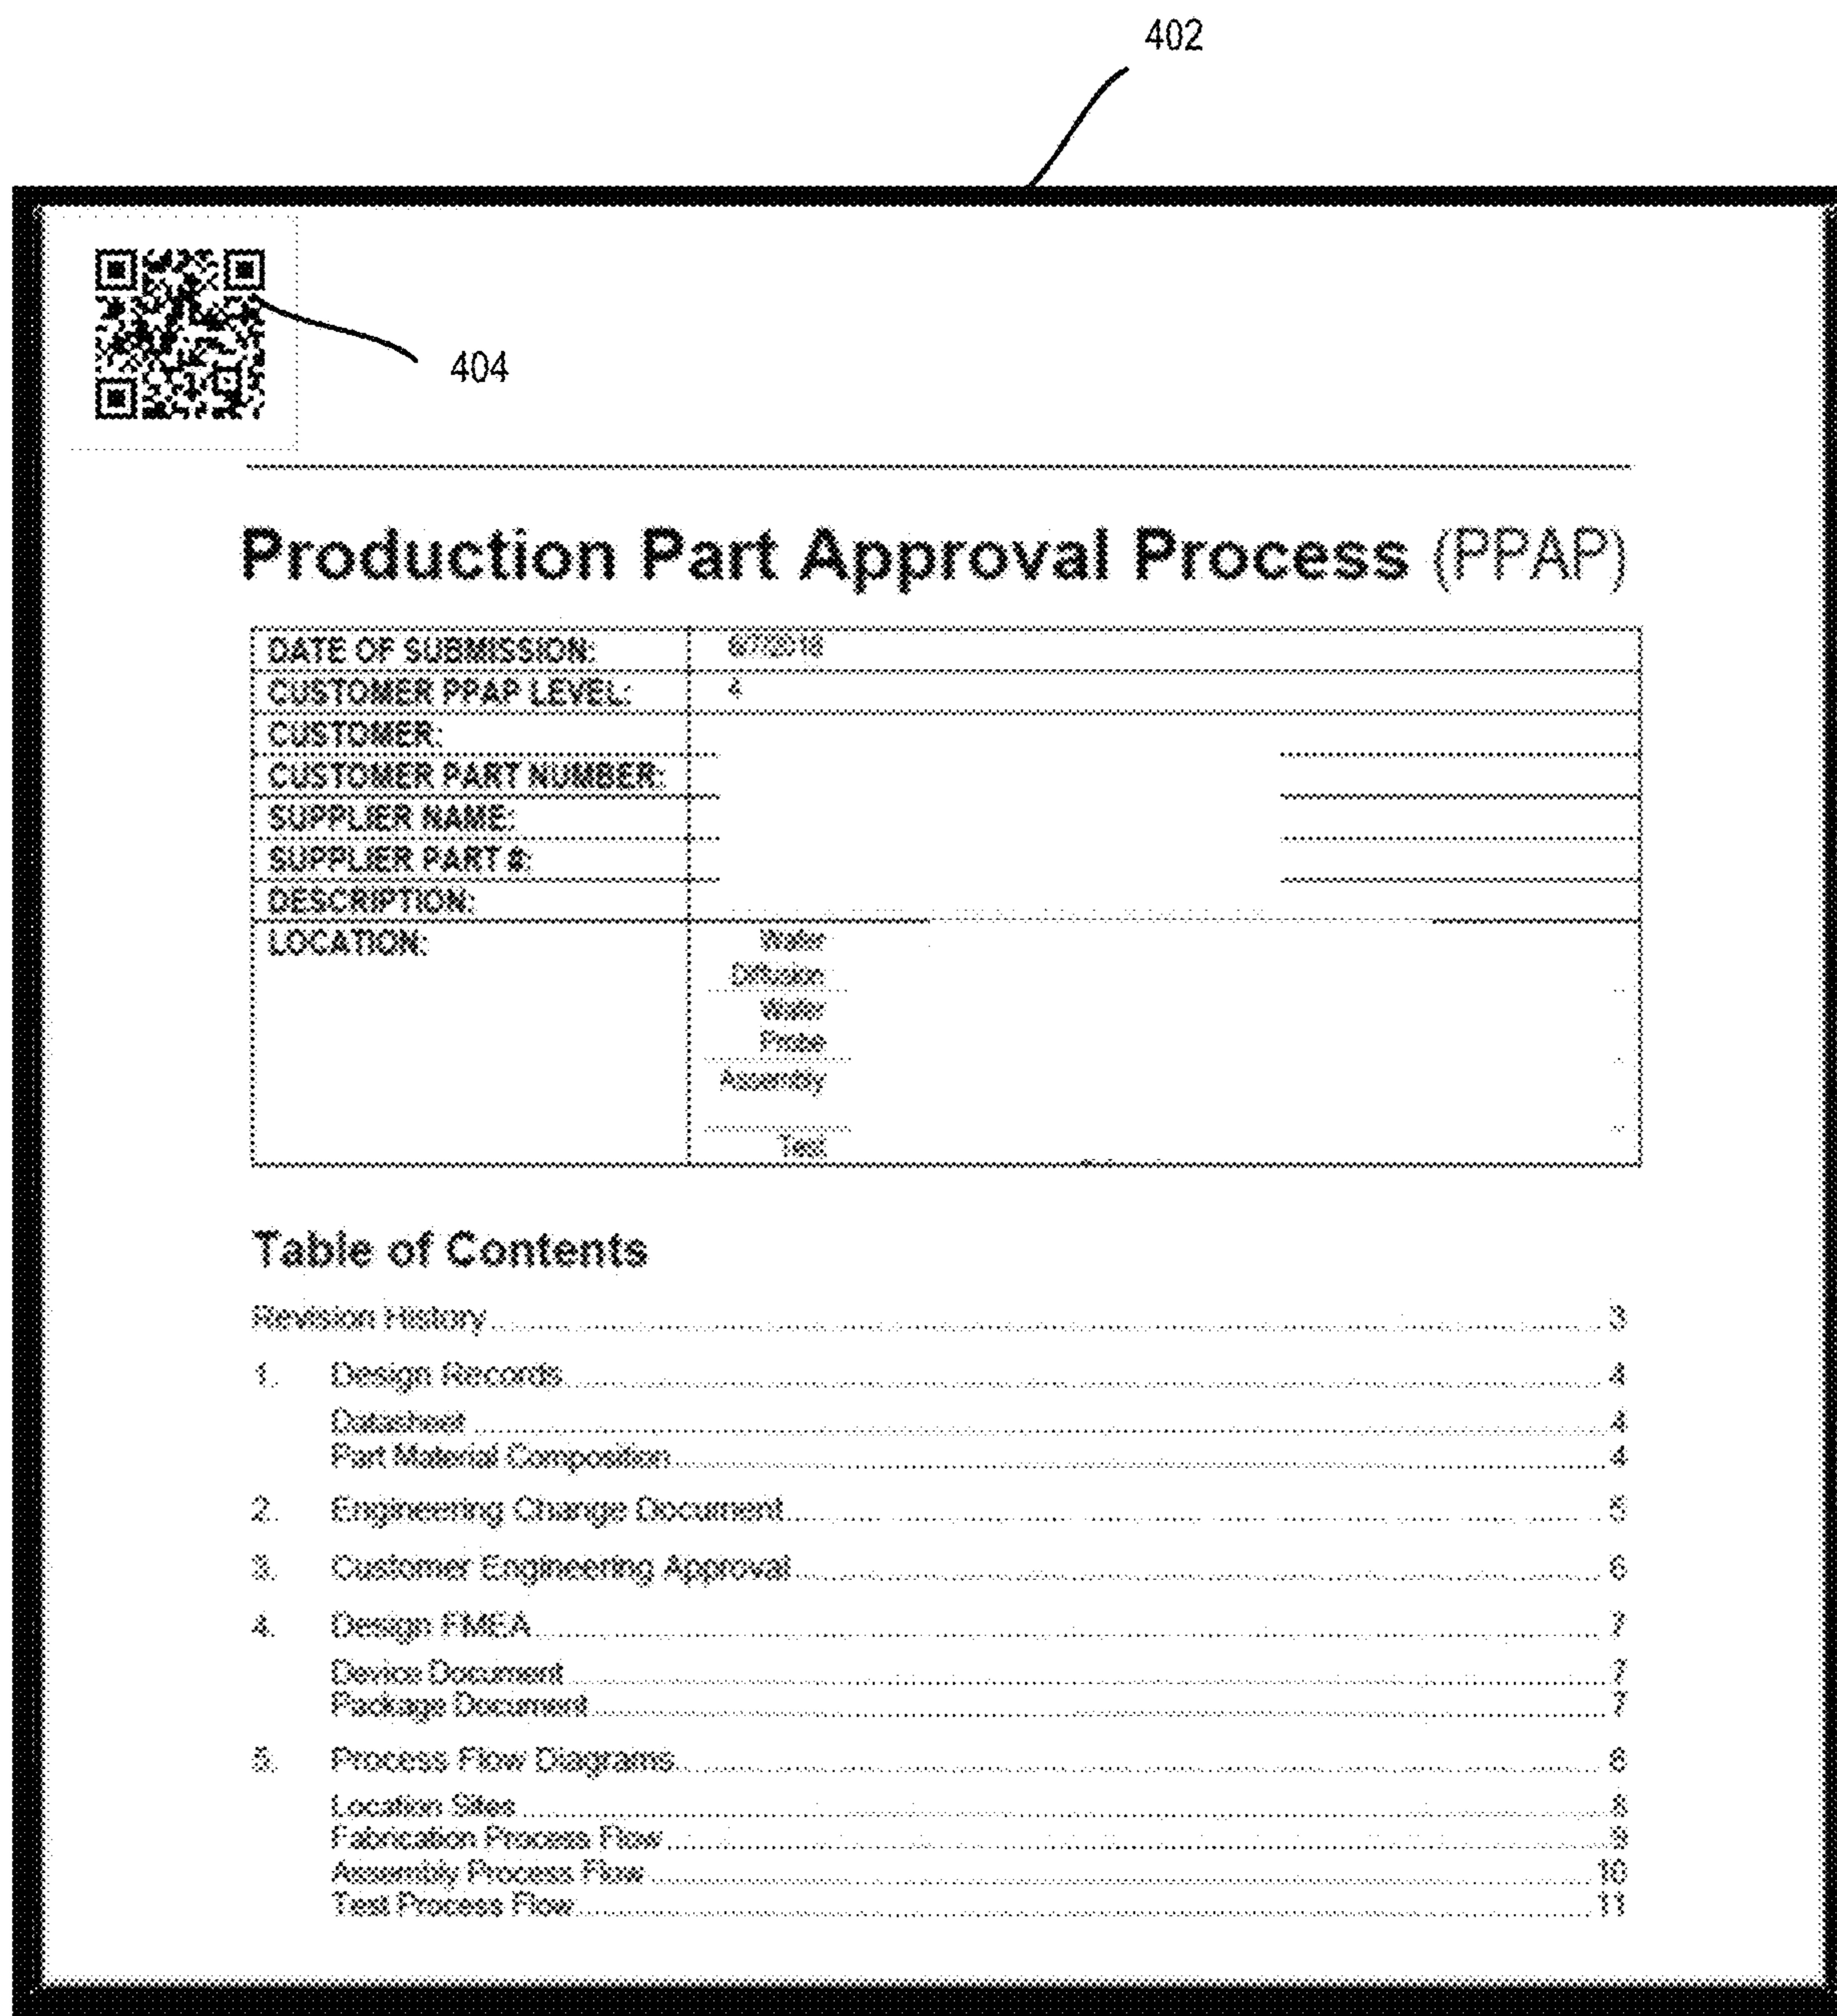 402
404
Production Part Approval Process (PPAP)
DATE OF SUBMISSION:
CUSTOMER PPAP LEVEL: 4
CUSTOMER:
CUSTOMER PART NUMBER:
SUPPLIER NAME:
SUPPLIER PART #:
DESCRIPTION:
LOCATION: Wafer
Diffusion
Wafer
Probe
Assembly
Test
Table of Contents
Revision History 3
1. Design Records 4
Datasheet 4
Part Material Composition 4
2. Engineering Change Document 5
3. Customer Engineering Approval 6
4. Design FMEA 7
Device Document 7
Package Document 7
5. Process Flow Diagrams
Location Sites 8
Fabrication Process Flow 9
Assembly Process Flow 10
Test Process Flow 11